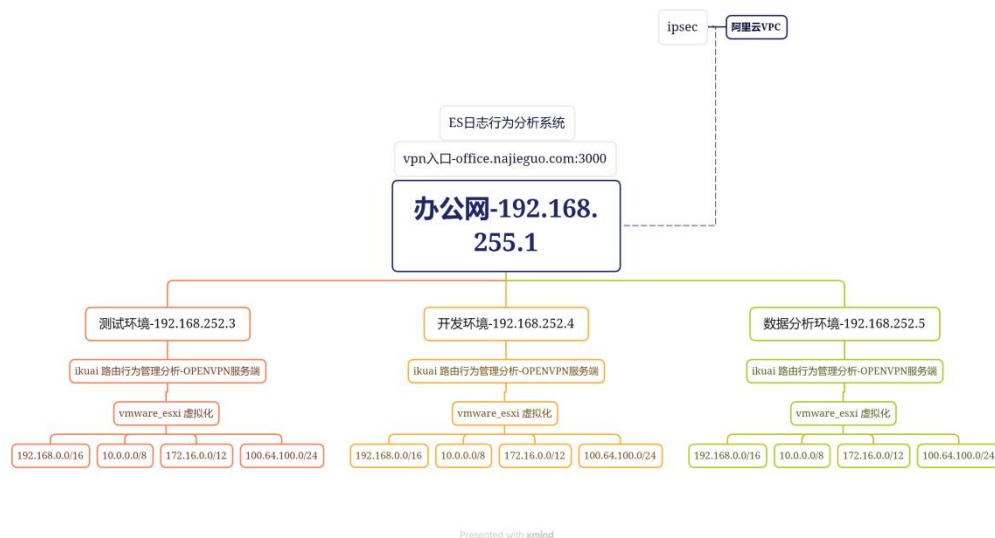 ipsec
阿里云VPC
ES日志行为分析系统
vpn入口-office.najieguo.com:3000
办公网-192.168.
255.1
测试环境-192.168.252.3
开发环境-192.168.252.4
数据分析环境-192.168.252.5
ikuai 路由行为管理分析-OPENVPN服务端
ikuai 路由行为管理分析-OPENVPN服务端
ikuai 路由行为管理分析-OPENVPN服务端
vmware_esxi 虚拟化
vmware_esxi 虚拟化
vmware_esxi 虚拟化
192.168.0.0/16
10.0.0.0/8
172.16.0.0/12
100.64.100.0/24
192.168.0.0/16
10.0.0.0/8
172.16.0.0/12
100.64.100.0/24
192.168.0.0/16
10.0.0.0/8
172.16.0.0/12
100.64.100.0/24
Presented with xmind